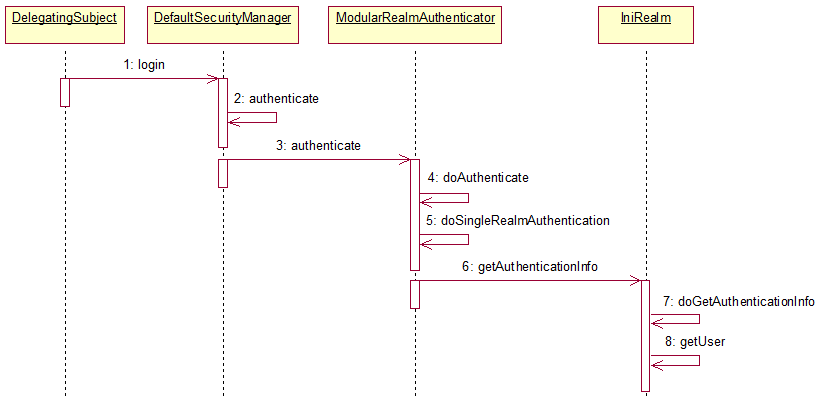 DelegatingSubject
DefaultSecurityManager
ModularRealmAuthenticator
IniRealm
1: login
2: authenticate
3: authenticate
4: doAuthenticate
5: doSingleRealmAuthentication
6: getAuthenticationInfo
7: doGetAuthenticationInfo
8: getUser